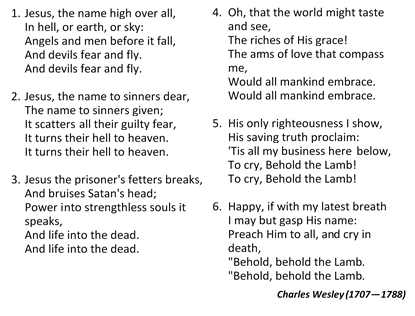 1. Jesus, the name high over all,
In hell, or earth, or sky:
Angels and men before it fall,
And devils fear and fly.
And devils fear and fly.
2. Jesus, the name to sinners dear,
The name to sinners given;
It scatters all their guilty fear,
It turns their hell to heaven.
It turns their hell to heaven.
3. Jesus the prisoner's fetters breaks,
And bruises Satan's head;
Power into strengthless souls it
speaks,
And life into the dead.
And life into the dead.
4. Oh, that the world might taste
and see,
The riches of His grace!
The arms of love that compass
me,
Would all mankind embrace.
Would all mankind embrace.
5. His only righteousness I show,
His saving truth proclaim:
'Tis all my business here below,
To cry, Behold the Lamb!
To cry, Behold the Lamb!
6. Happy, if with my latest breath
I may but gasp His name:
Preach Him to all, and cry in
death,
"Behold, behold the Lamb.
"Behold, behold the Lamb.
Charles Wesley (1707—1788)